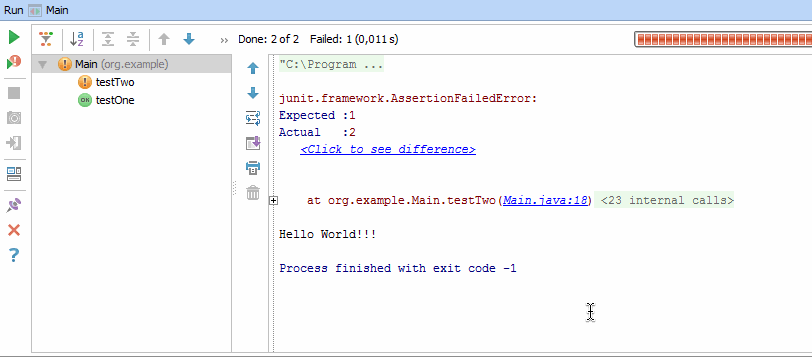 Run Main
Done: 2 of 2 Failed: 1 (0,011 s)
Main (org.example)
testTwo
OK testOne
"C:\Program ...
junit.framework.AssertionFailedError:
Expected :1
Actual   :2
<Click to see difference>
at org.example.Main.testTwo(Main.java:18) <23 internal calls>
Hello World!!!
Process finished with exit code -1